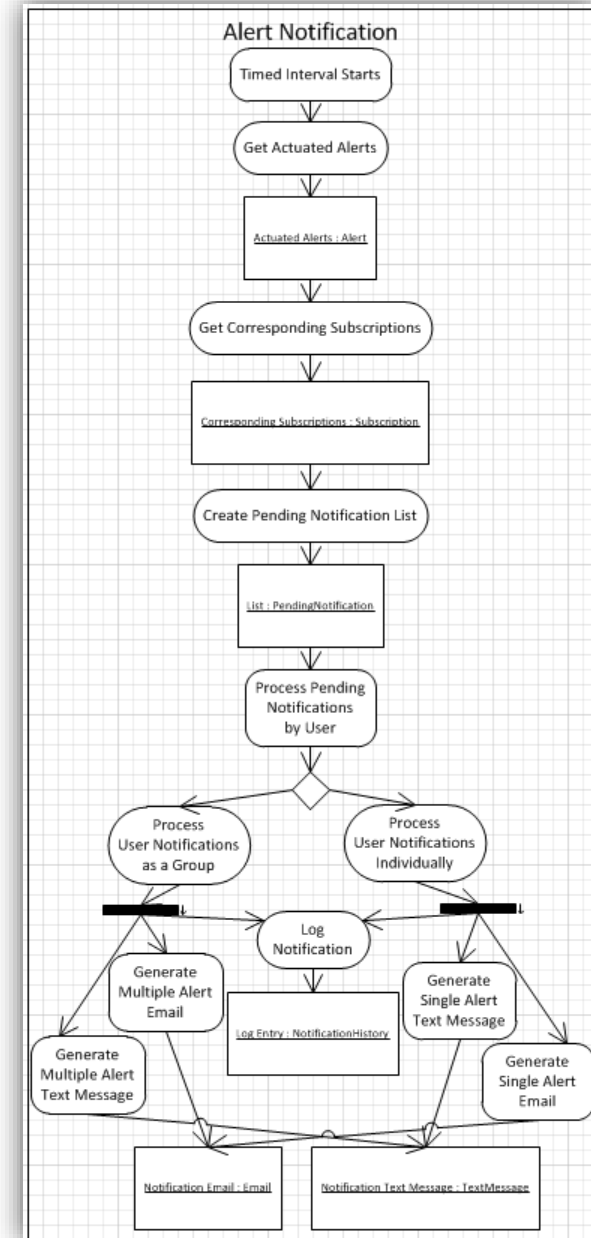 Alert Notification
Timed Interval Starts
Get Actuated Alerts
Actuated Alerts : Alert
Get Corresponding Subscriptions
Corresponding Subscriptions : Subscription
Create Pending Notification List
List : PendingNotification
Process Pending
Notifications
by User
Process
User Notifications
as a Group
Process
User Notifications
Individually
Log
Notification
Generate
Multiple Alert
Email
Generate
Single Alert
Text Message
Log Entry : NotificationHistory
Generate
Multiple Alert
Text Message
Generate
Single Alert
Email
Notification Email : Email
Notification Text Message : TextMessage